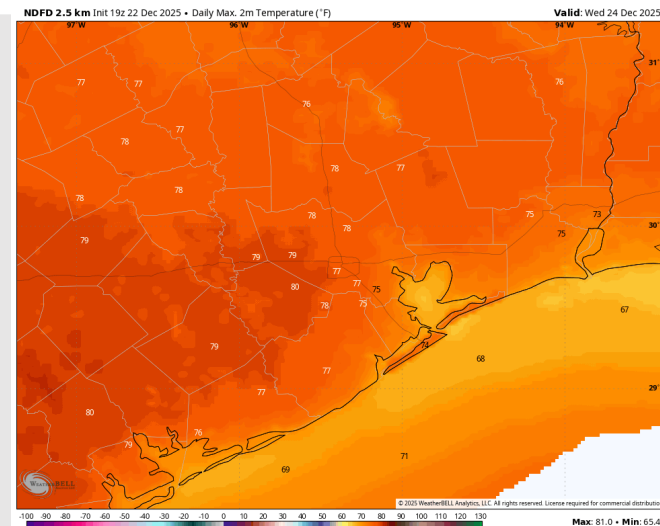 NDFD 2.5 km Init 19z 22 Dec 2025 • Daily Max. 2m Temperature (°F)
Valid: Wed 24 Dec 2025
97°W 96°W 95°W 94°W
31°
77 77 76 76
77
78
78 77
78 78
78 75 73
30°
79 78 75
79 79
77
80 77 75
78 75 67
74
79 68
77
29°
77
80
76
79
71
69
WEATHERBELL
© 2025 WeatherBELL Analytics, LLC. All rights reserved. License required for commercial distributio
-100 -90 -80 -70 -60 -50 -40 -30 -20 -10 0 10 20 30 40 50 60 70 80 90 100 110 120 130
Max: 81.0 • Min: 65.4